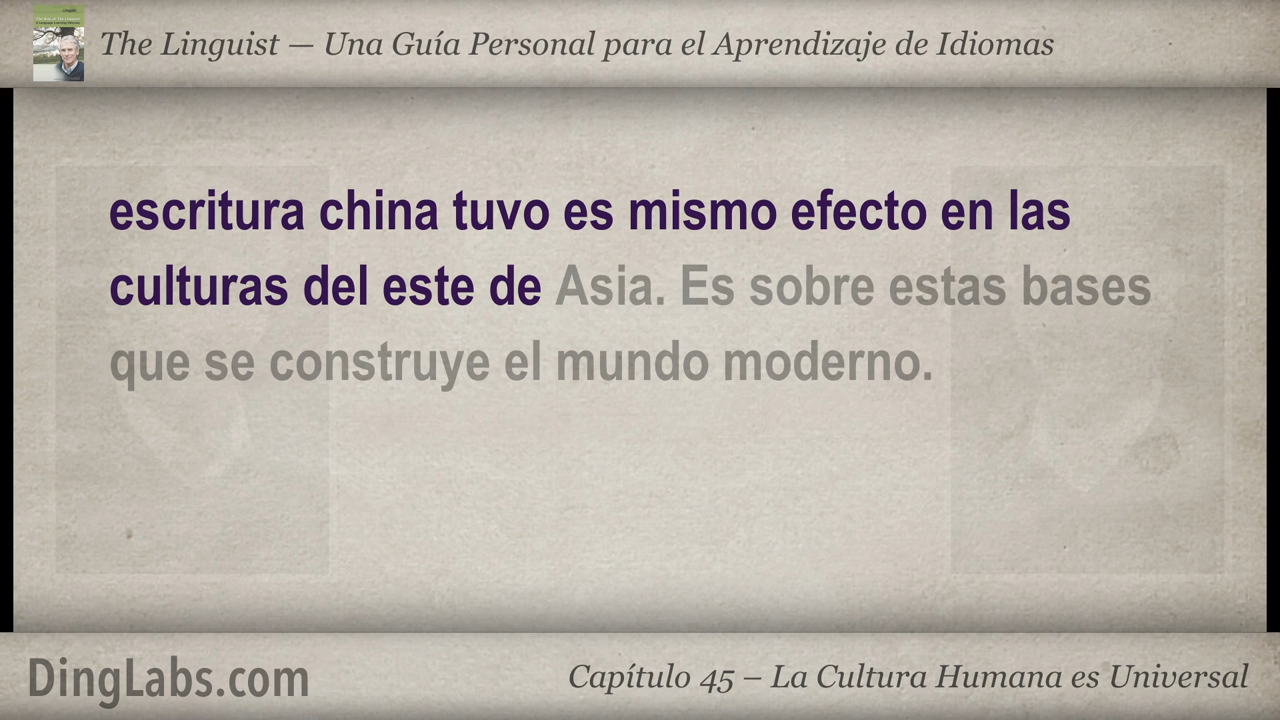 The Linguist — Una Guía Personal para el Aprendizaje de Idiomas
escritura china tuvo es mismo efecto en las
culturas del este de Asia. Es sobre estas bases
que se construye el mundo moderno.
DingLabs.com
Capítulo 45 – La Cultura Humana es Universal